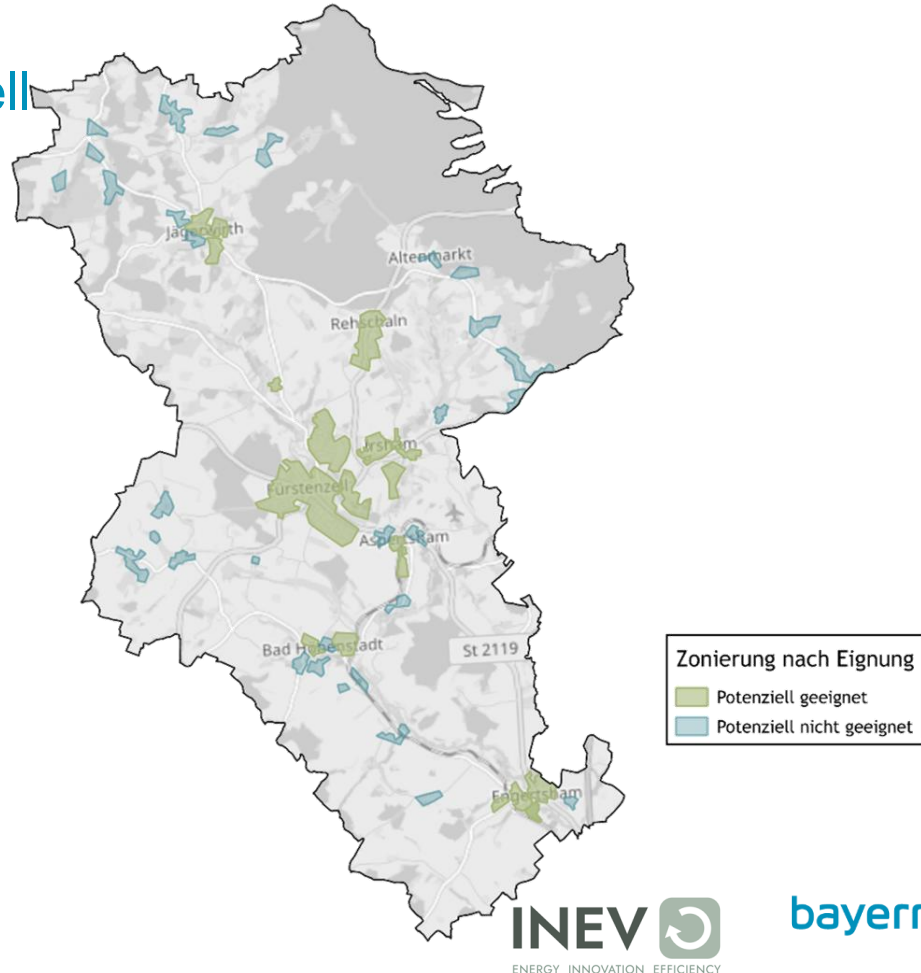 ell
Jägerwirth
Altenmarkt
Rehschaln
Irsham
Fürstenzell
Aspertsham
Bad Höhenstadt
St 2119
Zonierung nach Eignung
Potenziell geeignet
Potenziell nicht geeignet
Engertsham
INEV
ENERGY INNOVATION EFFICIENCY
bayern